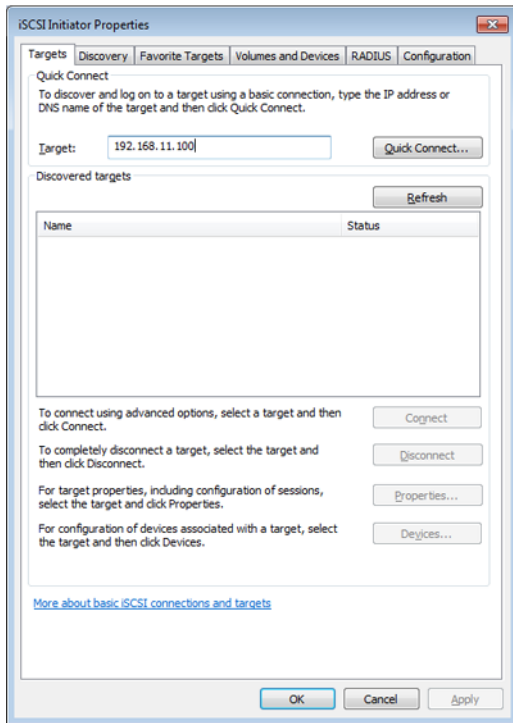 iSCSI Initiator Properties
Targets Discovery Favorite Targets Volumes and Devices RADIUS Configuration
Quick Connect
To discover and log on to a target using a basic connection, type the IP address or
DNS name of the target and then click Quick Connect.
Target: 192.168.11.100 Quick Connect...
Discovered targets
Refresh
Name Status
To connect using advanced options, select a target and then
click Connect.
Connect
To completely disconnect a target, select the target and
then click Disconnect.
Disconnect
For target properties, including configuration of sessions,
select the target and click Properties.
Properties...
For configuration of devices associated with a target, select
the target and then click Devices.
Devices...
More about basic iSCSI connections and targets
OK Cancel Apply